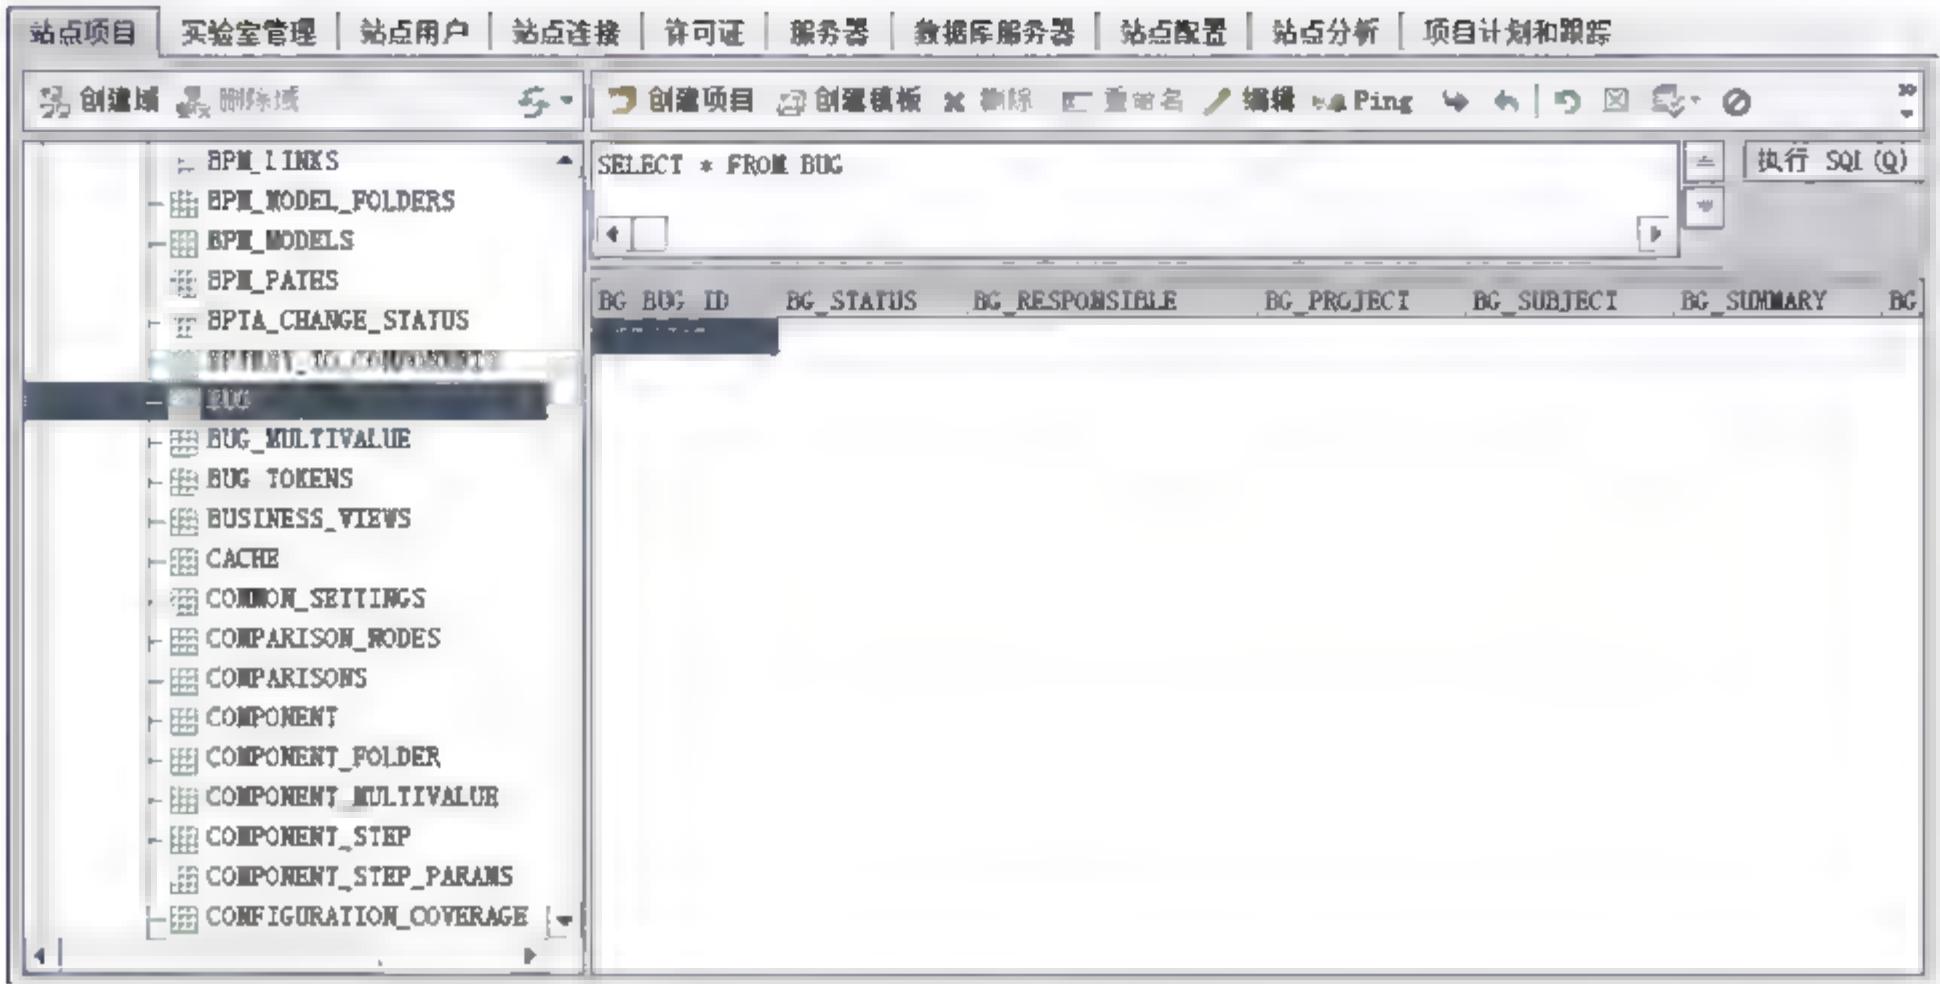 站点项目 实验室管理 站点用户 站点连接 许可证 服务器 数据库服务器 站点配置 站点分析 项目计划和跟踪
创建域 删除域 创建项目 创建模板 删除 重命名 编辑 Ping
BPM_LINKS
BPM_MODEL_FOLDERS
BPM_MODELS
BPM_PATHS
BPTA_CHANGE_STATUS
BUG
BUG_MULTIVALUE
BUG_TOKENS
BUSINESS_VIEWS
CACHE
COMMON_SETTINGS
COMPARISON_NODES
COMPARISONS
COMPONENT
COMPONENT_FOLDER
COMPONENT_MULTIVALUE
COMPONENT_STEP
COMPONENT_STEP_PARAMS
CONFIGURATION_COVERAGE
SELECT * FROM BUG
执行 SQL(Q)
BG_BUG_ID BG_STATUS BG_RESPONSIBLE BG_PROJECT BG_SUBJECT BG_SUMMARY BG